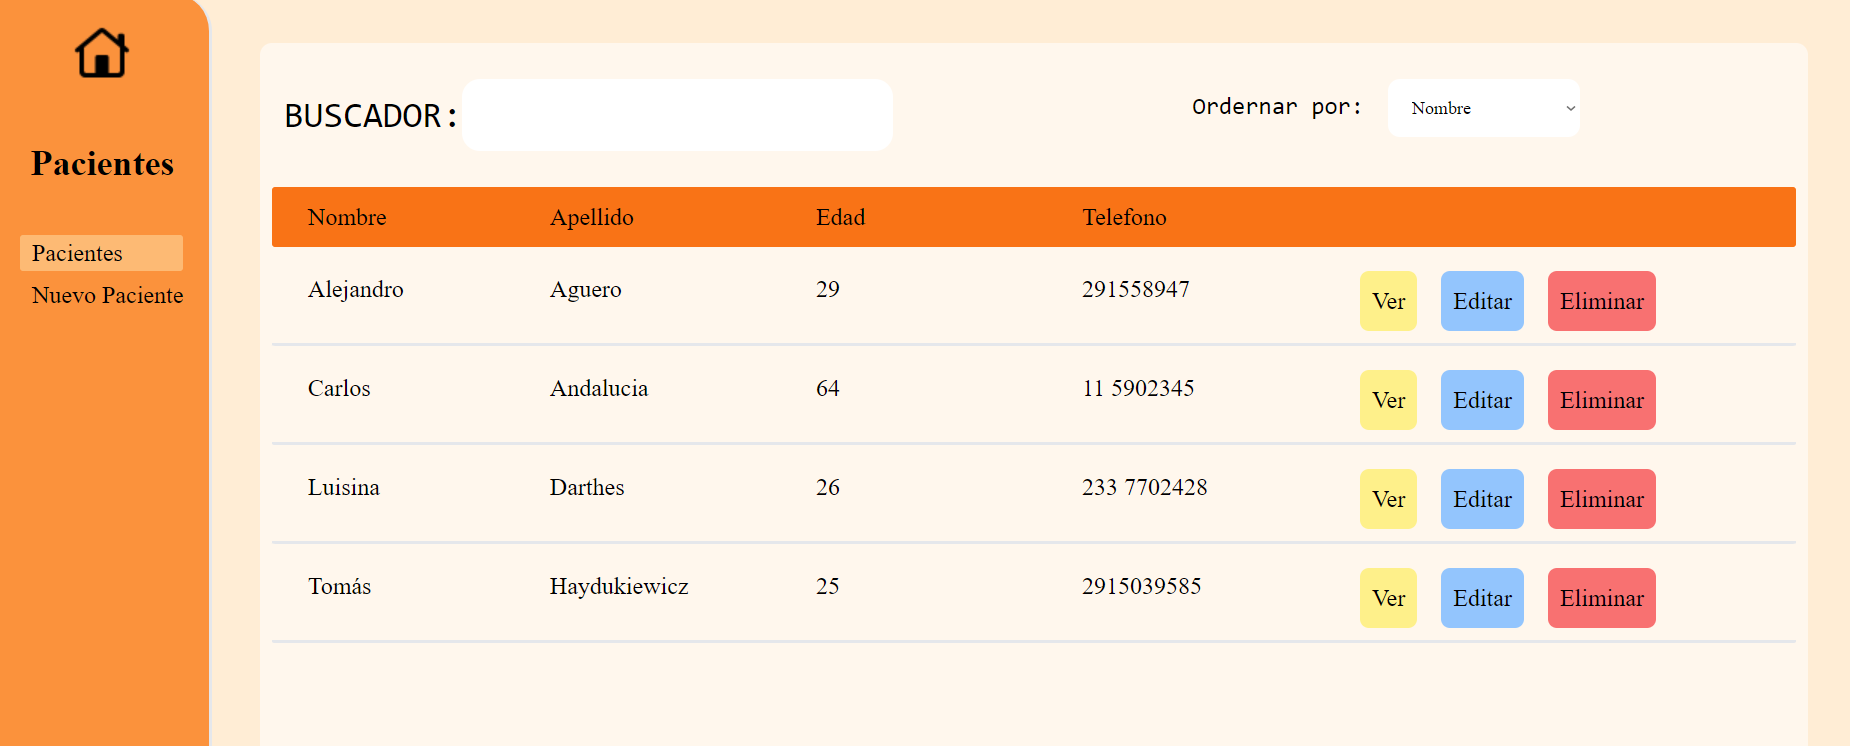 Pacientes
Pacientes
Nuevo Paciente
BUSCADOR:
Ordernar por: Nombre
Nombre Apellido Edad Telefono
Alejandro Aguero 29 291558947 Ver Editar Eliminar
Carlos Andalucia 64 11 5902345 Ver Editar Eliminar
Luisina Darthes 26 233 7702428 Ver Editar Eliminar
Tomás Haydukiewicz 25 2915039585 Ver Editar Eliminar